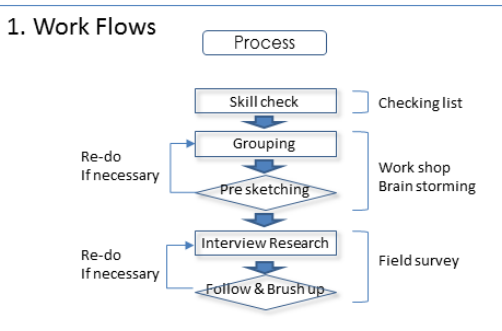 1. Work Flows
Process
Skill check
Checking list
Grouping
Re-do
If necessary
Work shop
Brain storming
Pre sketching
Interview Research
Re-do
If necessary
Field survey
Follow & Brush up